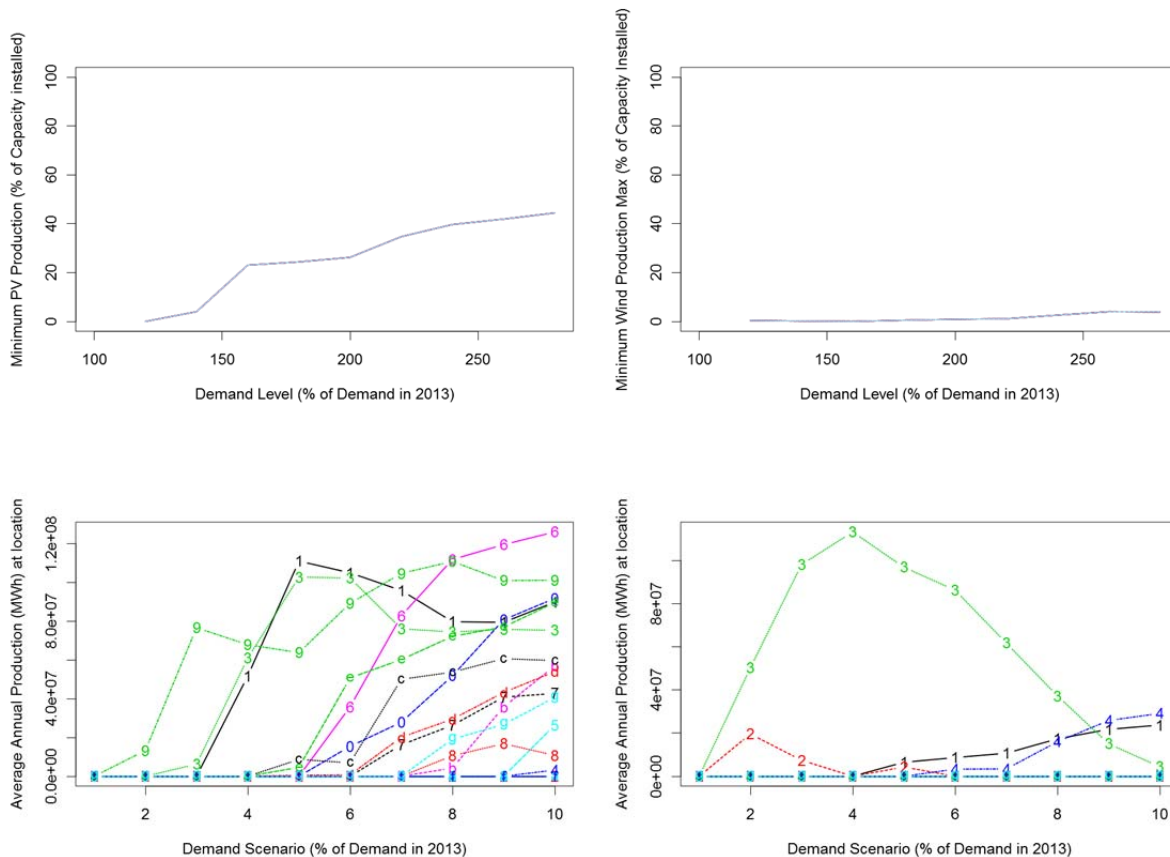 Minimum PV Production (% of Capacity installed)
100
80
60
40
20
0
100 150 200 250
Demand Level (% of Demand in 2013)
Minimum Wind Production Max (% of Capacity Installed)
100
80
60
40
20
0
100 150 200 250
Demand Level (% of Demand in 2013)
Average Annual Production (MWh) at location
1.2e+08
8.0e+07
4.0e+07
0.0e+00
2 4 6 8 10
Demand Scenario (% of Demand in 2013)
Average Annual Production (MWh) at location
8e+07
4e+07
0e+00
2 4 6 8 10
Demand Scenario (% of Demand in 2013)